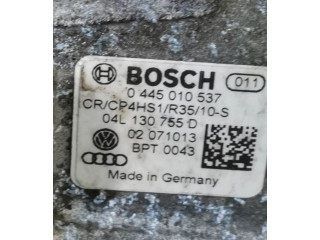 BOSCH 011
0 445 010 537
CR/CP4HS1/R35/10-S
04L 130 755 D
02 071013
BPT 0043
Made in Germany